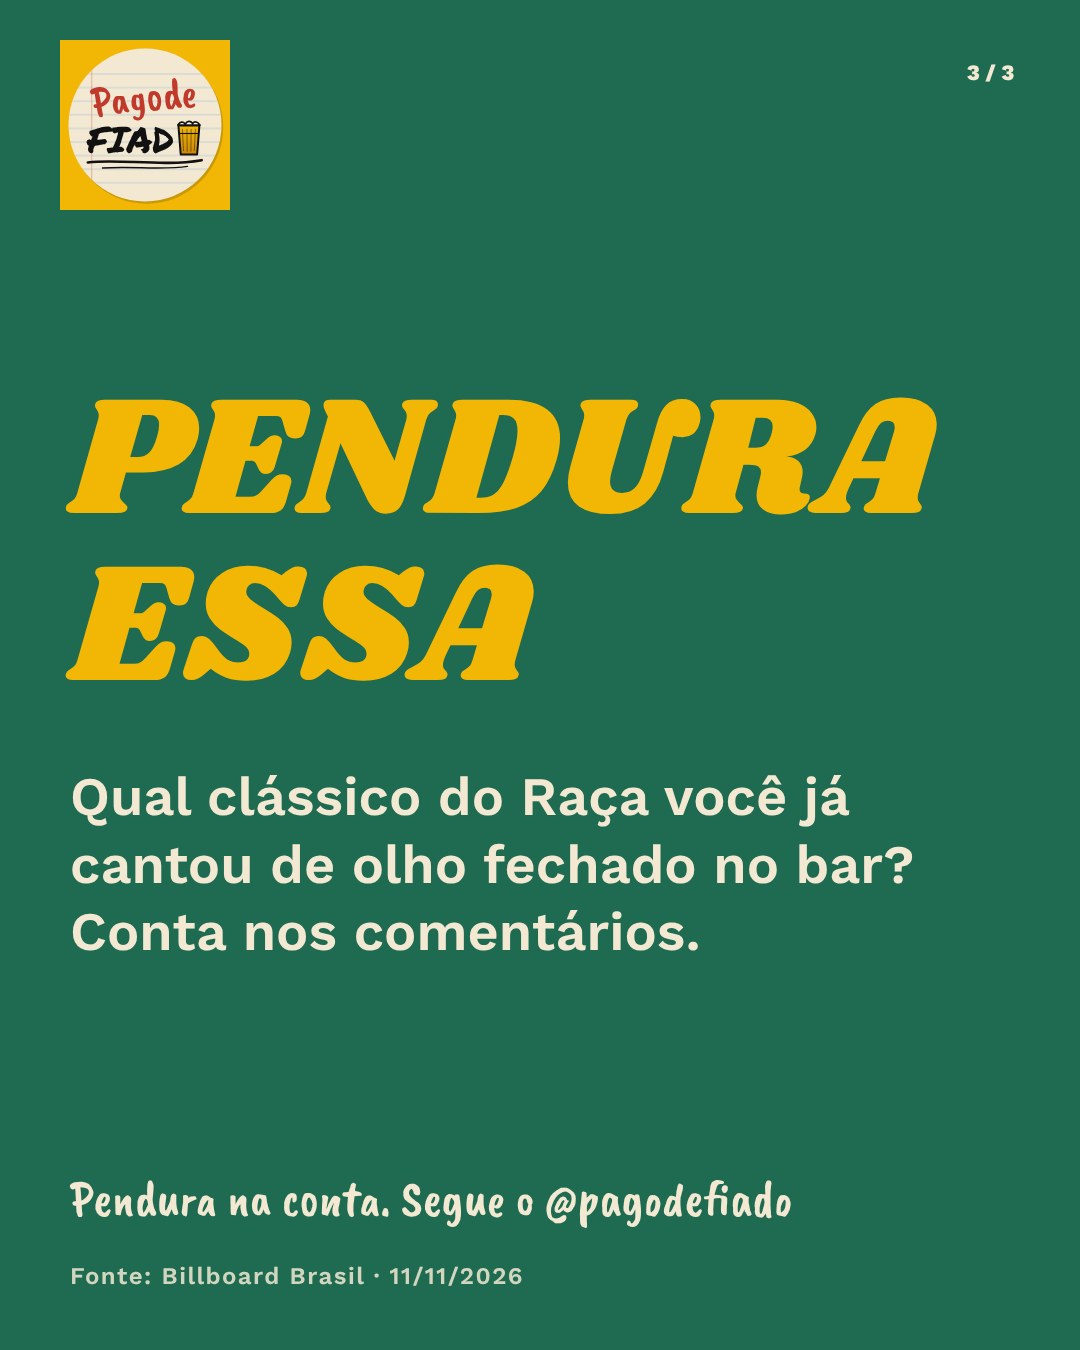 Pagode
FIADO
3 / 3
PENDURA
ESSA
Qual clássico do Raça você já
cantou de olho fechado no bar?
Conta nos comentários.
Pendura na conta. Segue o @pagodefiado
Fonte: Billboard Brasil · 11/11/2026